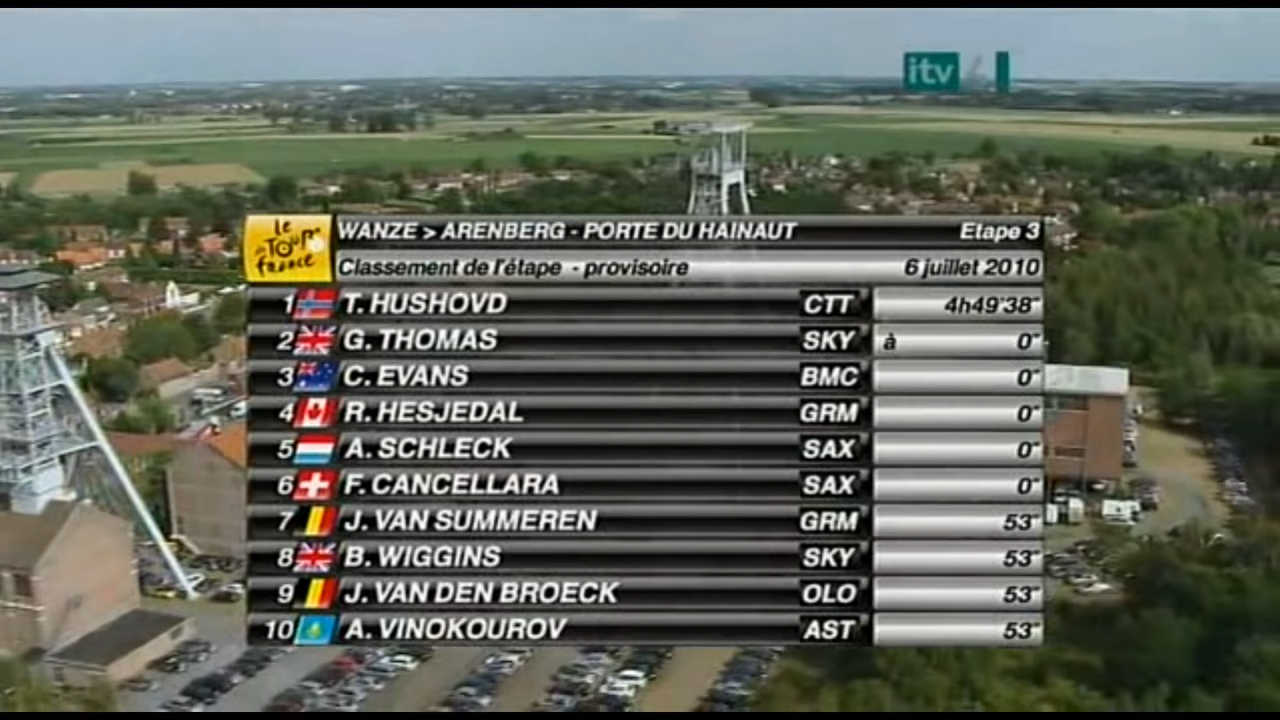 itv 4
le Tour de france
WANZE > ARENBERG - PORTE DU HAINAUT Etape 3
Classement de l'étape - provisoire 6 juillet 2010
1 T. HUSHOVD CTT 4h49'38"
2 G. THOMAS SKY à 0"
3 C. EVANS BMC 0"
4 R. HESJEDAL GRM 0"
5 A. SCHLECK SAX 0"
6 F. CANCELLARA SAX 0"
7 J. VAN SUMMEREN GRM 53"
8 B. WIGGINS SKY 53"
9 J. VAN DEN BROECK OLO 53"
10 A. VINOKOUROV AST 53"